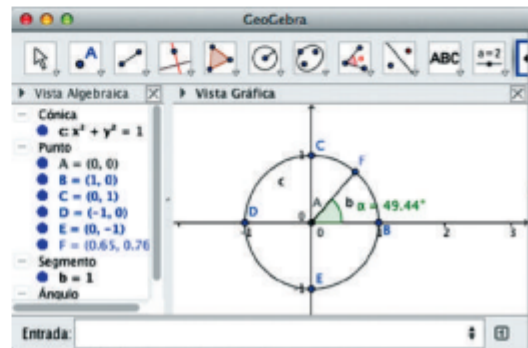 GeoGebra
ABC
a=2
Vista Algebraica
Vista Gráfica
Cónica
c: x² + y² = 1
Punto
A = (0, 0)
B = (1, 0)
C = (0, 1)
D = (-1, 0)
E = (0, -1)
F = (0.65, 0.76
Segmento
b = 1
Ángulo
1
C
F
c
A
b
α = 49.44°
D
0
B
-1
0
1
2
3
E
-1
Entrada: